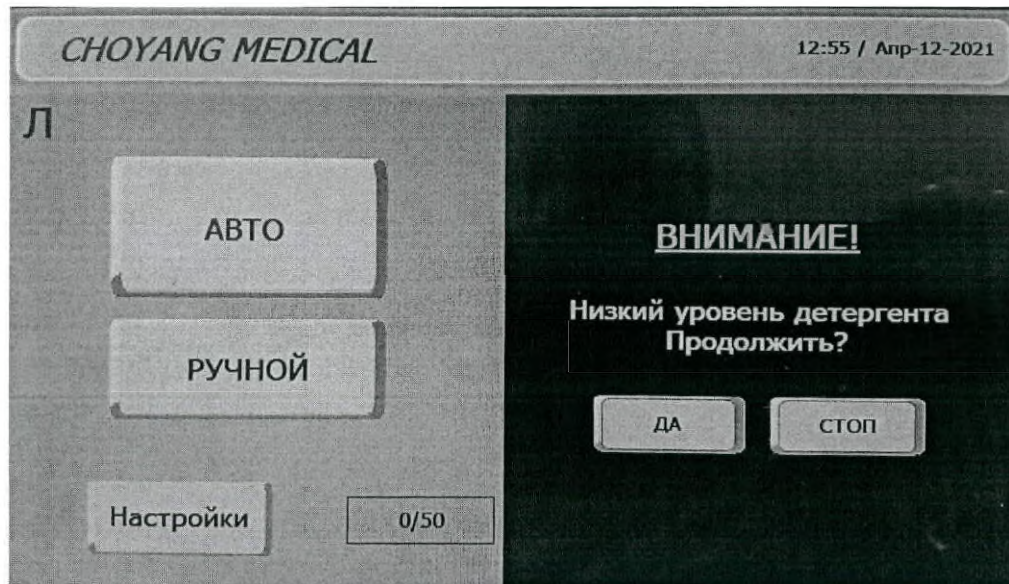 CHOYANG MEDICAL
12:55 / Апр-12-2021
Л
АВТО
РУЧНОЙ
Настройки
0/50
ВНИМАНИЕ!
Низкий уровень детергента
Продолжить?
ДА
СТОП